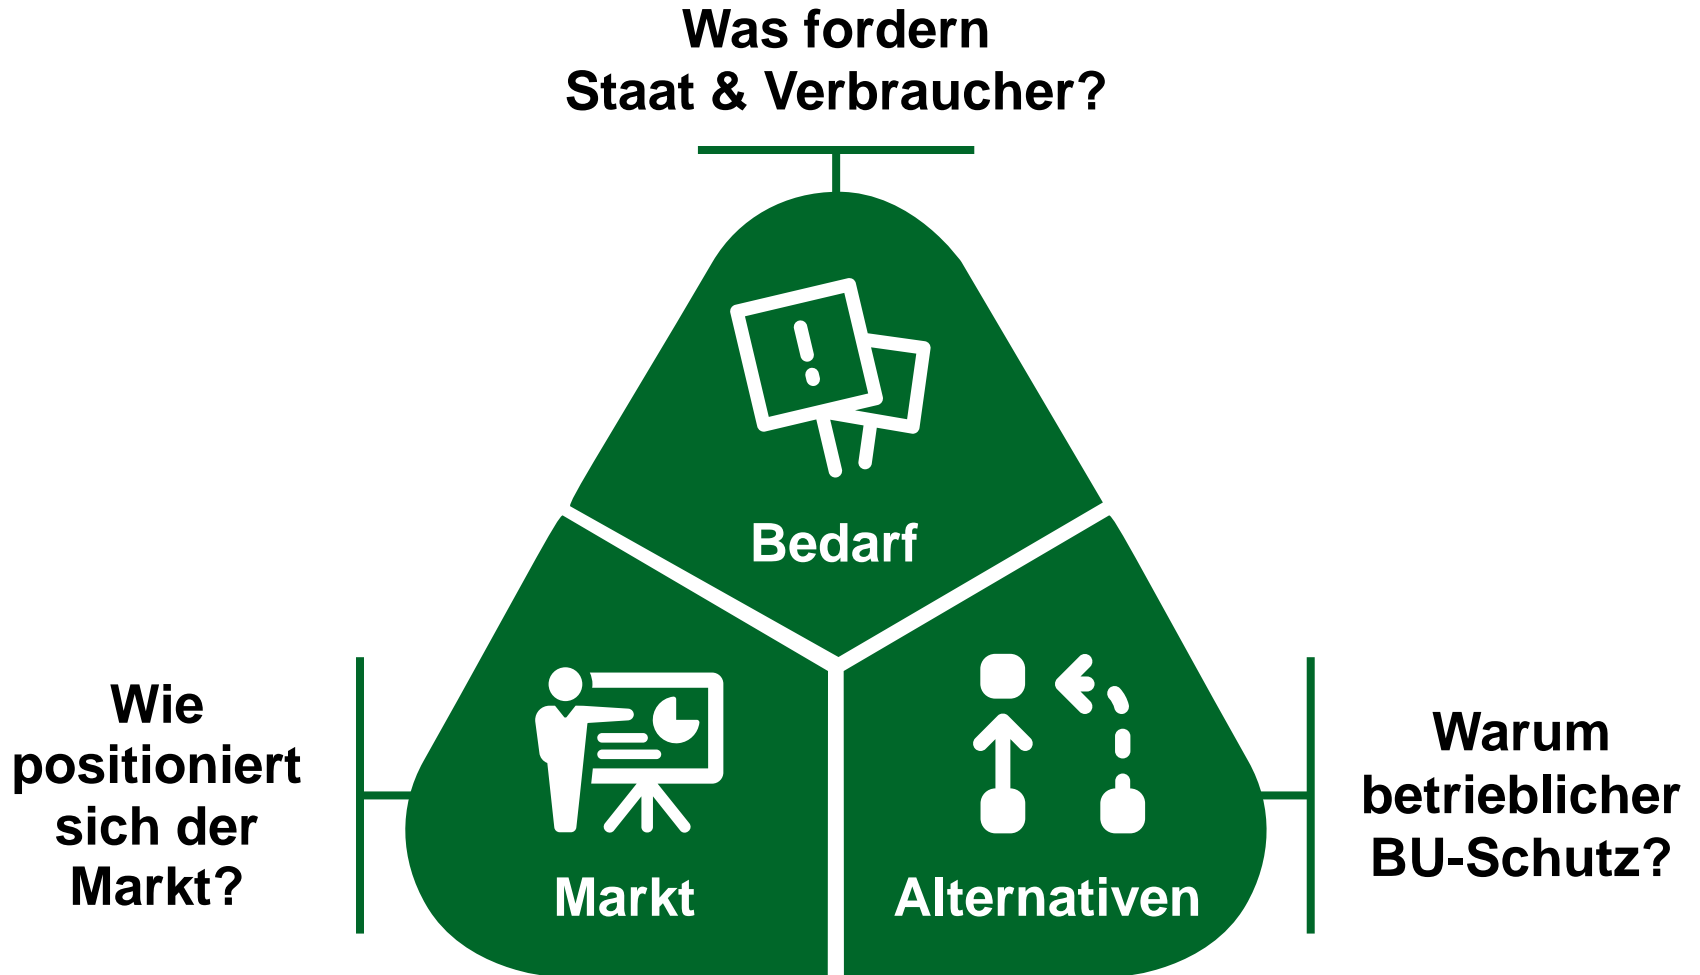 Was fordern
Staat & Verbraucher?
!
Bedarf
Wie
positioniert
sich der
Markt?
Markt
Alternativen
Warum
betrieblicher
BU-Schutz?